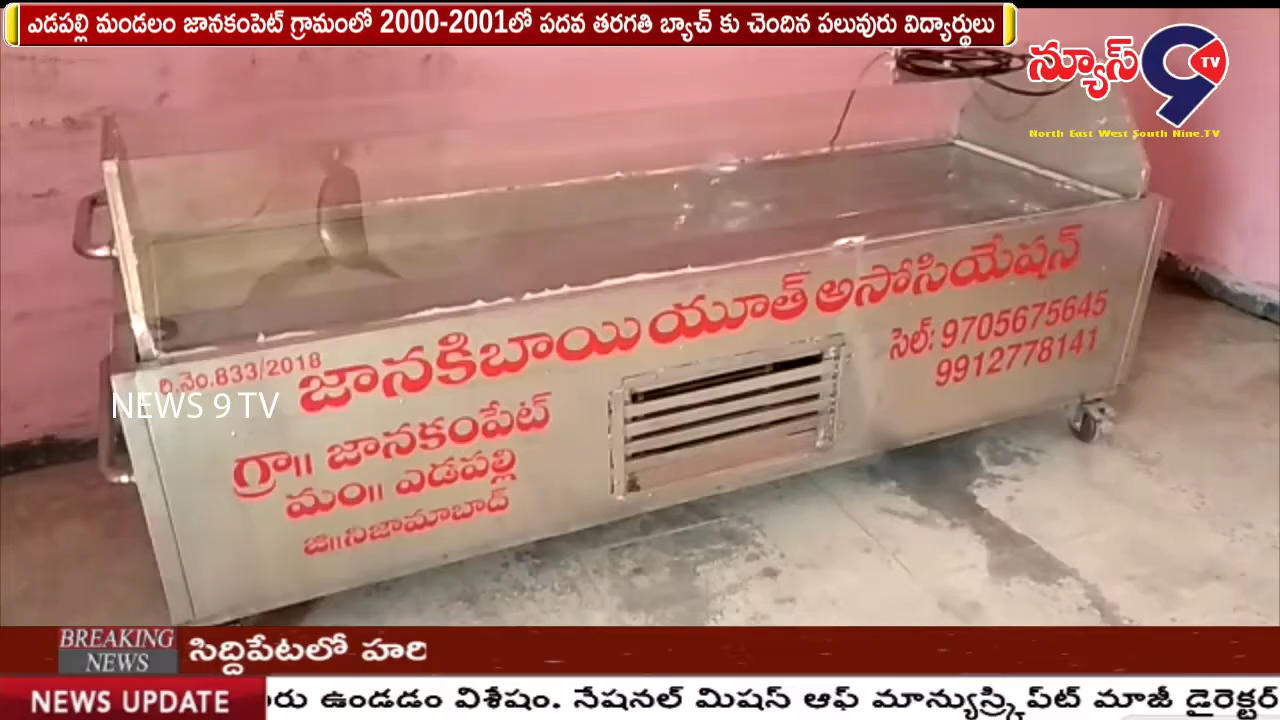 ఎడపల్లి మండలం జానకంపెట్ గ్రామంలో 2000-2001లో పదవ తరగతి బ్యాచ్ కు చెందిన పలువురు విద్యార్థులు
న్యూస్ 9 TV
North East West South Nine.TV
రి.నెం.833/2018
జానకిబాయి యూత్ అసోసియేషన్
సెల్: 9705675645
9912778141
NEWS 9 TV
గ్రా॥ జానకంపేట్
మం॥ ఎడపల్లి
జి॥నిజామాబాద్
BREAKING NEWS
సిద్దిపేటలో హరి
NEWS UPDATE
రు ఉండడం విశేషం. నేషనల్ మిషన్ ఆఫ్ మాన్యుస్క్రిప్ట్ మాజీ డైరెక్టర్